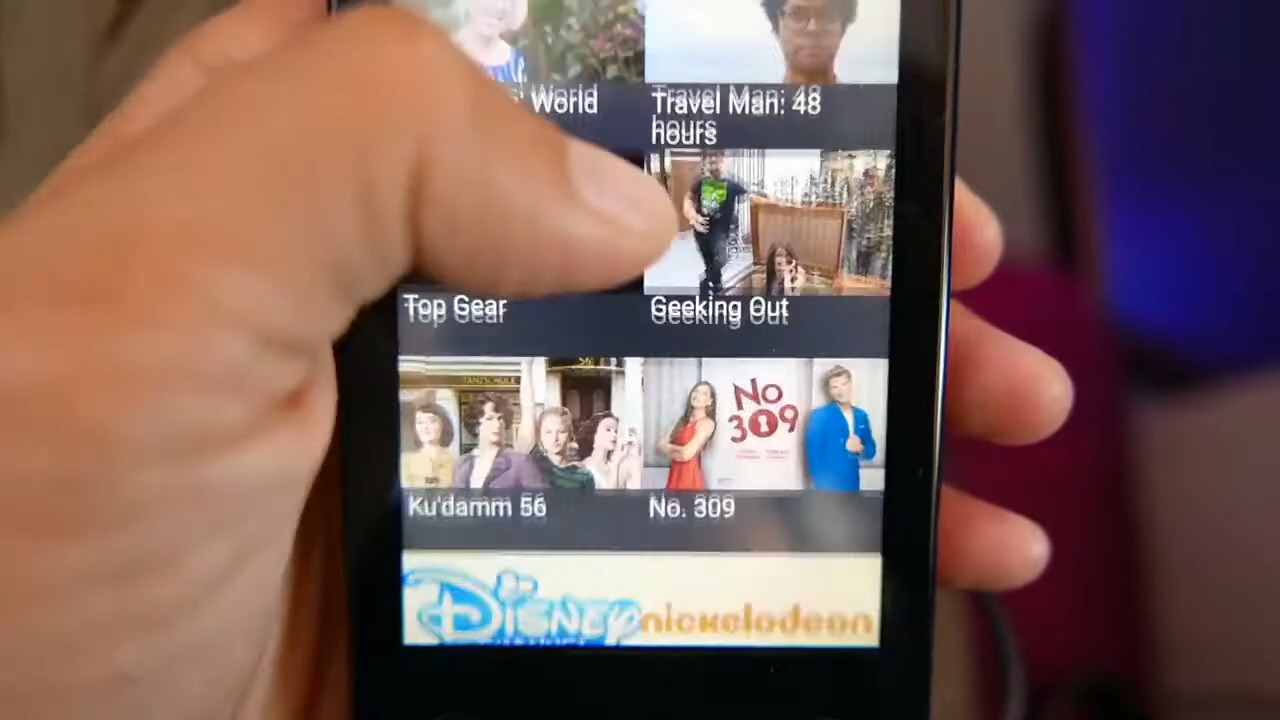 World
Travel Man: 48
hours
Top Gear
Geeking Out
No
309
Ku'damm 56
No. 309
Disney
nickelodeon